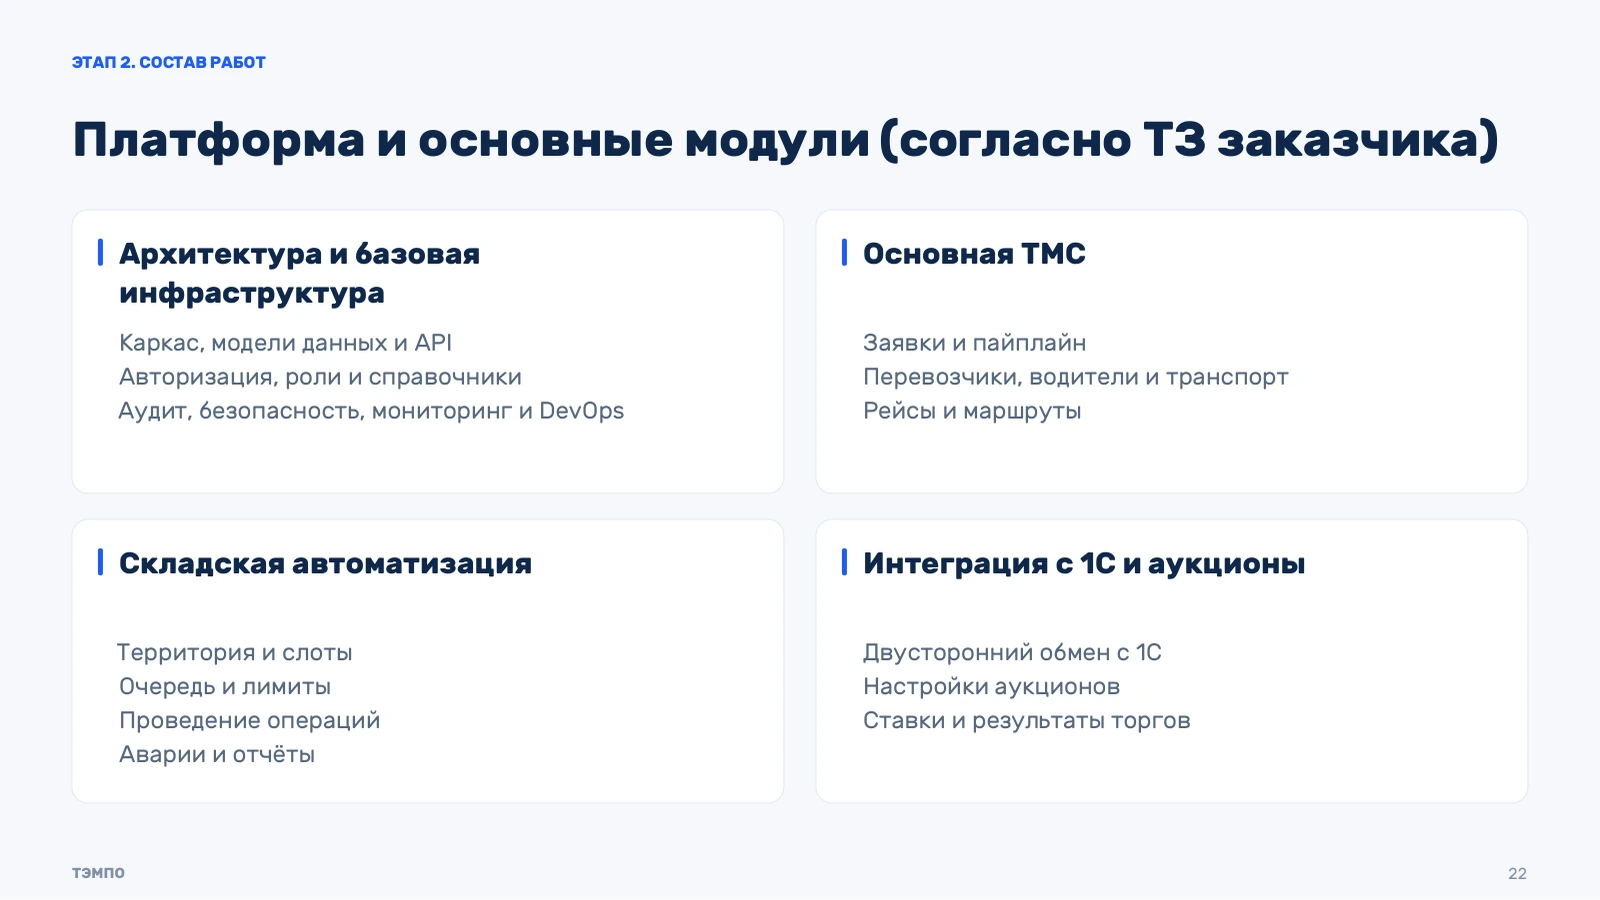 ЭТАП 2. СОСТАВ РАБОТ
Платформа и основные модули (согласно ТЗ заказчика)
Архитектура и базовая
инфраструктура
Каркас, модели данных и API
Авторизация, роли и справочники
Аудит, безопасность, мониторинг и DevOps
Основная ТМС
Заявки и пайплайн
Перевозчики, водители и транспорт
Рейсы и маршруты
Складская автоматизация
Территория и слоты
Очередь и лимиты
Проведение операций
Аварии и отчёты
Интеграция с 1С и аукционы
Двусторонний обмен с 1С
Настройки аукционов
Ставки и результаты торгов
ТЭМПО
22